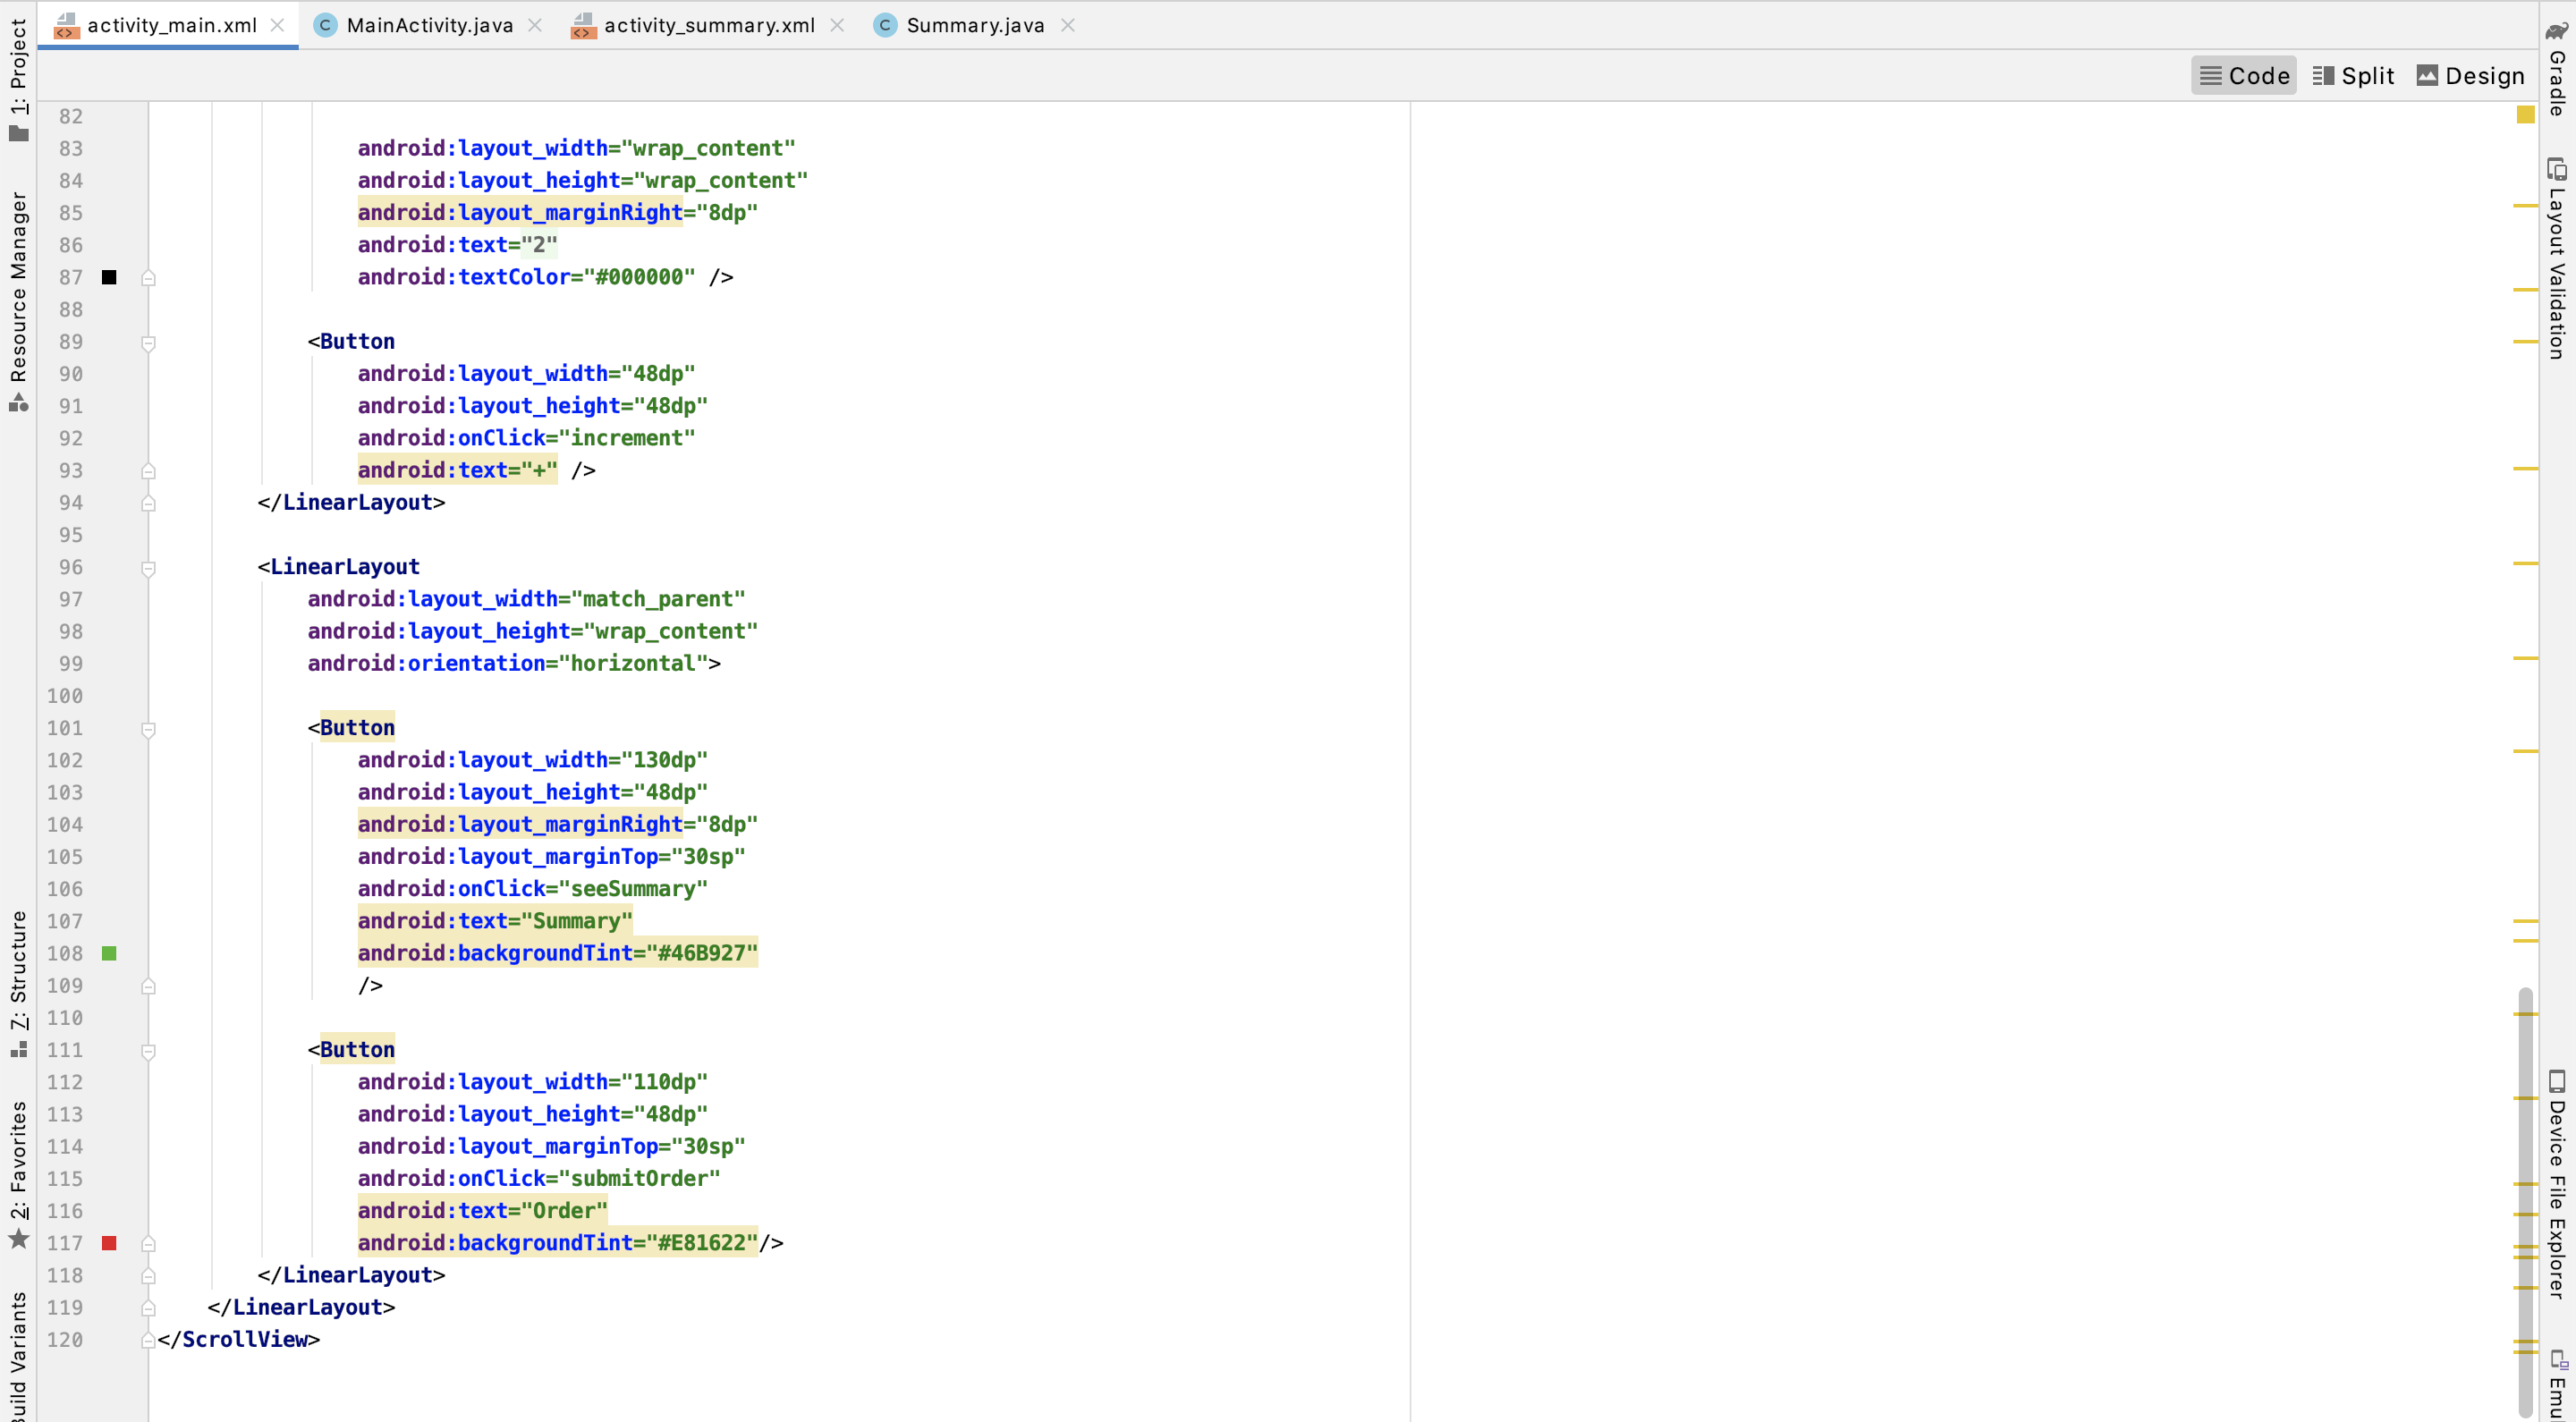 activity_main.xml
MainActivity.java
activity_summary.xml
Summary.java
Code Split Design
1: Project
Resource Manager
7: Structure
2: Favorites
Build Variants
82
83 android:layout_width="wrap_content"
84 android:layout_height="wrap_content"
85 android:layout_marginRight="8dp"
86 android:text="2"
87 android:textColor="#000000" />
88
89 <Button
90 android:layout_width="48dp"
91 android:layout_height="48dp"
92 android:onClick="increment"
93 android:text="+" />
94 </LinearLayout>
95
96 <LinearLayout
97 android:layout_width="match_parent"
98 android:layout_height="wrap_content"
99 android:orientation="horizontal">
100
101 <Button
102 android:layout_width="130dp"
103 android:layout_height="48dp"
104 android:layout_marginRight="8dp"
105 android:layout_marginTop="30sp"
106 android:onClick="seeSummary"
107 android:text="Summary"
108 android:backgroundTint="#46B927"
109 />
110
111 <Button
112 android:layout_width="110dp"
113 android:layout_height="48dp"
114 android:layout_marginTop="30sp"
115 android:onClick="submitOrder"
116 android:text="Order"
117 android:backgroundTint="#E81622"/>
118 </LinearLayout>
119 </LinearLayout>
120 </ScrollView>
Gradle
Layout Validation
Device File Explorer
Emu